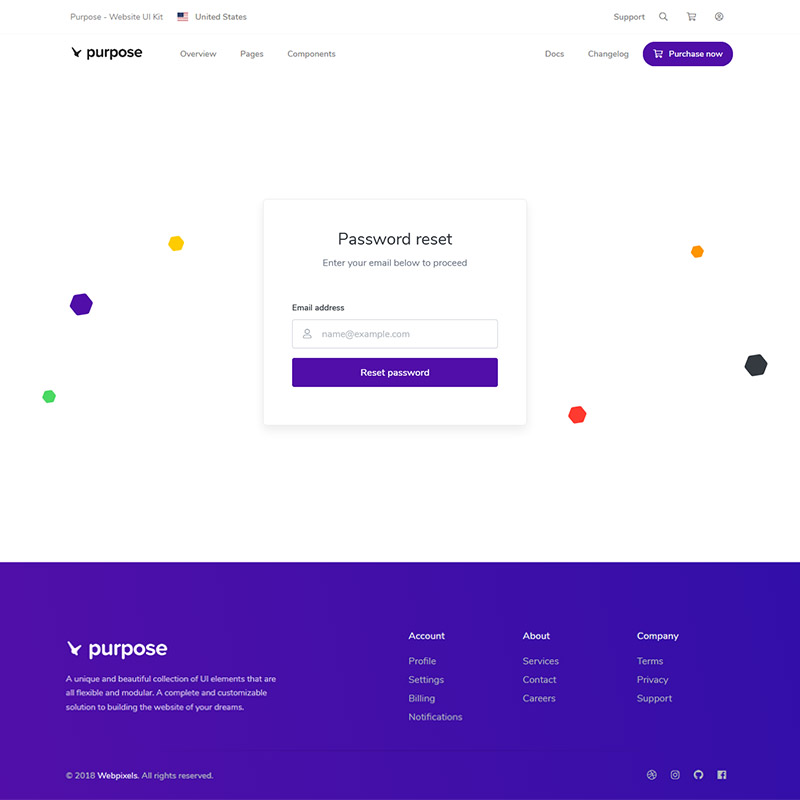 Purpose - Website UI Kit United States Support
purpose Overview Pages Components Docs Changelog Purchase now
Password reset
Enter your email below to proceed
Email address
name@example.com
Reset password
purpose
A unique and beautiful collection of UI elements that are
all flexible and modular. A complete and customizable
solution to building the website of your dreams.
Account
Profile
Settings
Billing
Notifications
About
Services
Contact
Careers
Company
Terms
Privacy
Support
© 2018 Webpixels. All rights reserved.